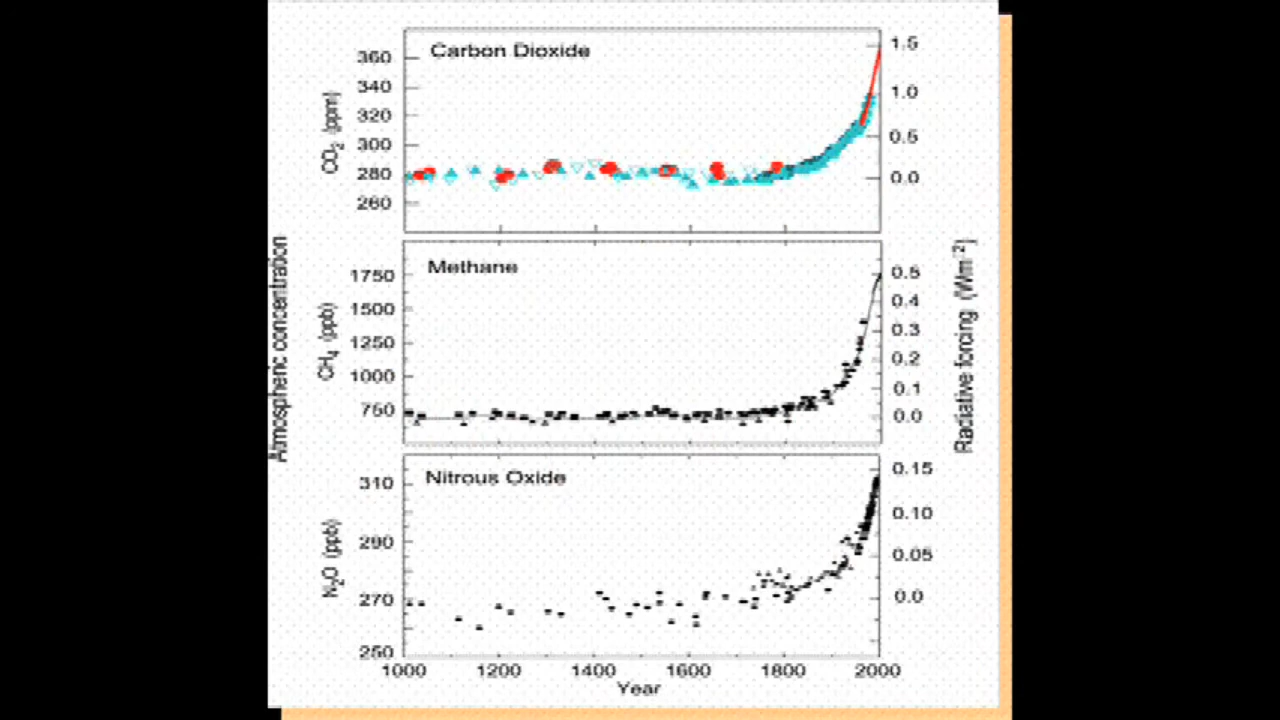 Carbon Dioxide
CO2 (ppm)
360
340
320
300
280
260
1.5
1.0
0.5
0.0
Methane
Atmospheric concentration
CH4 (ppb)
1750
1500
1250
1000
750
0.5
0.4
0.3
0.2
0.1
0.0
Radiative forcing (Wm-2)
Nitrous Oxide
N2O (ppb)
310
290
270
250
0.15
0.10
0.05
0.0
1000 1200 1400 1600 1800 2000
Year